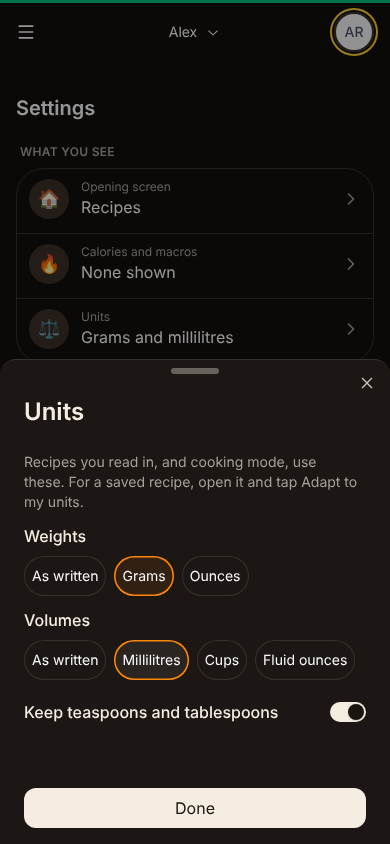 Alex
AR
Settings
WHAT YOU SEE
Opening screen
Recipes
Calories and macros
None shown
Units
Grams and millilitres
Units
Recipes you read in, and cooking mode, use
these. For a saved recipe, open it and tap Adapt to
my units.
Weights
As written
Grams
Ounces
Volumes
As written
Millilitres
Cups
Fluid ounces
Keep teaspoons and tablespoons
Done